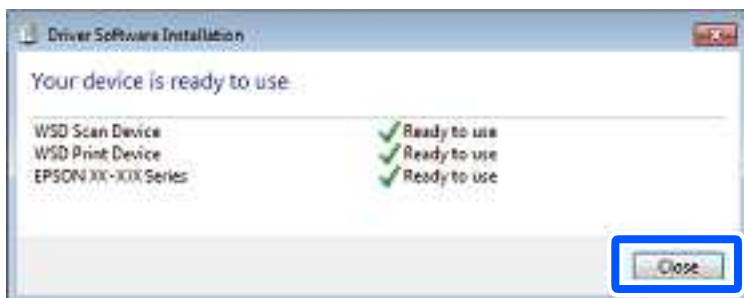 Driver Software Installation
Your device is ready to use
WSD Scan Device Ready to use
WSD Print Device Ready to use
EPSON XX-XXX Series Ready to use
Close